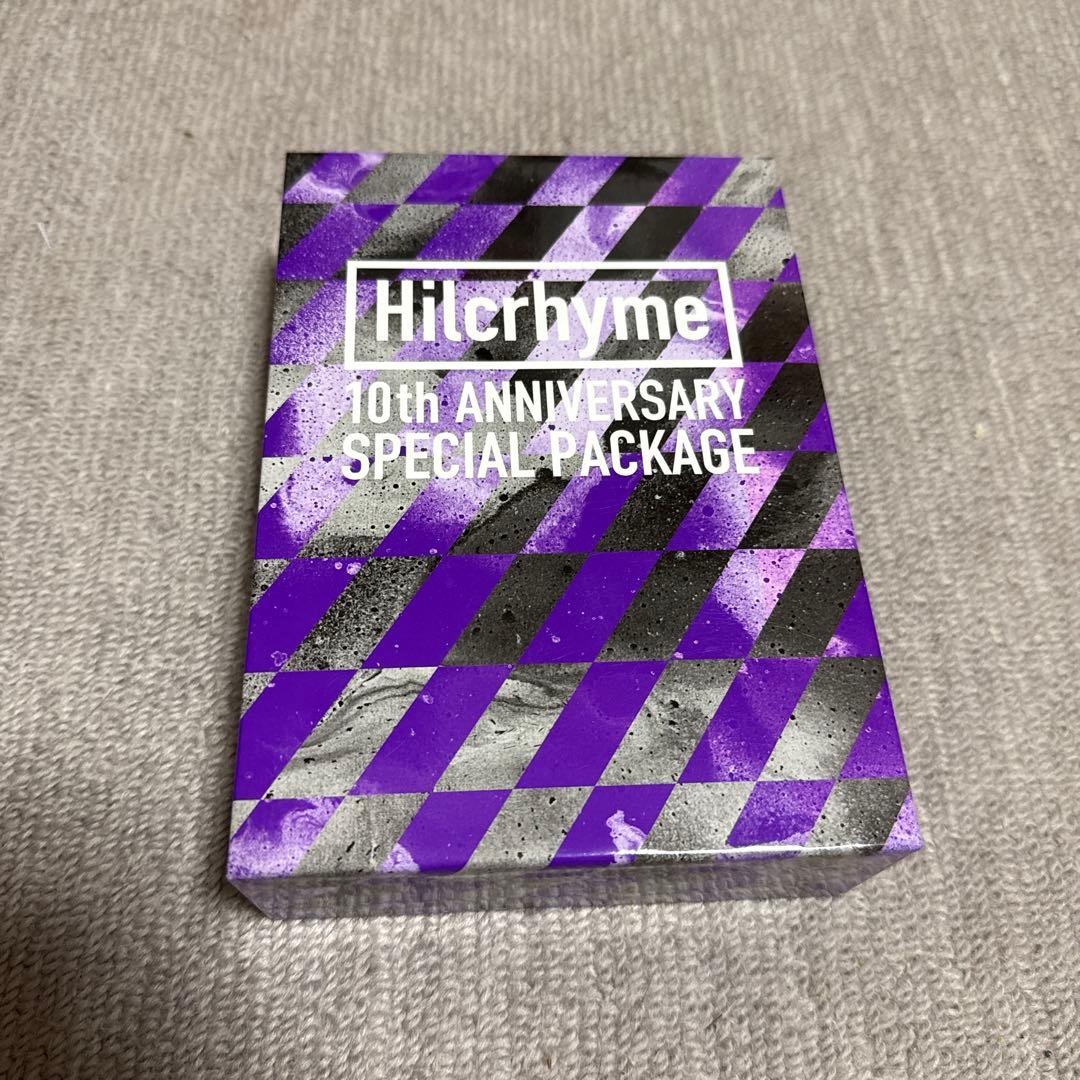 Hilcrhyme
10th ANNIVERSARY
SPECIAL PACKAGE